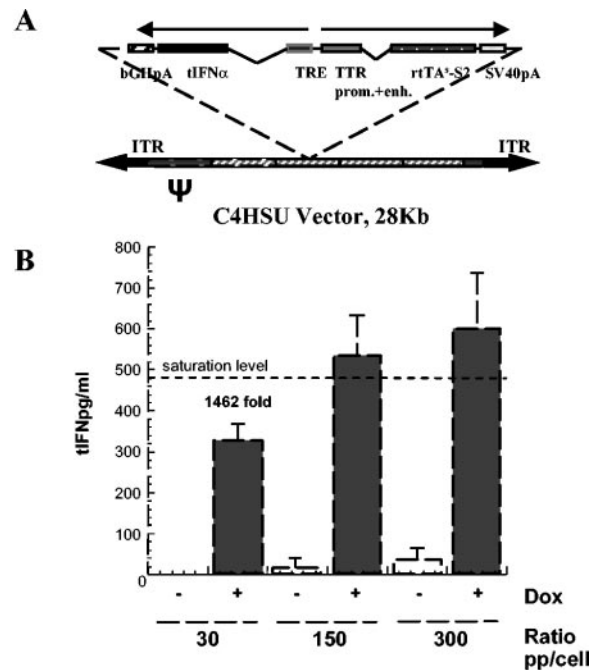 A
bGHpA tIFNα TRE TTR rtTAˢ-S2 SV40pA
prom.+enh.
ITR ITR
Ψ
C4HSU Vector, 28Kb
B
800
700
600
500
400
300
200
100
0
tIFNpg/ml
saturation level
1462 fold
- + - + - + Dox
30 150 300 Ratio
pp/cell